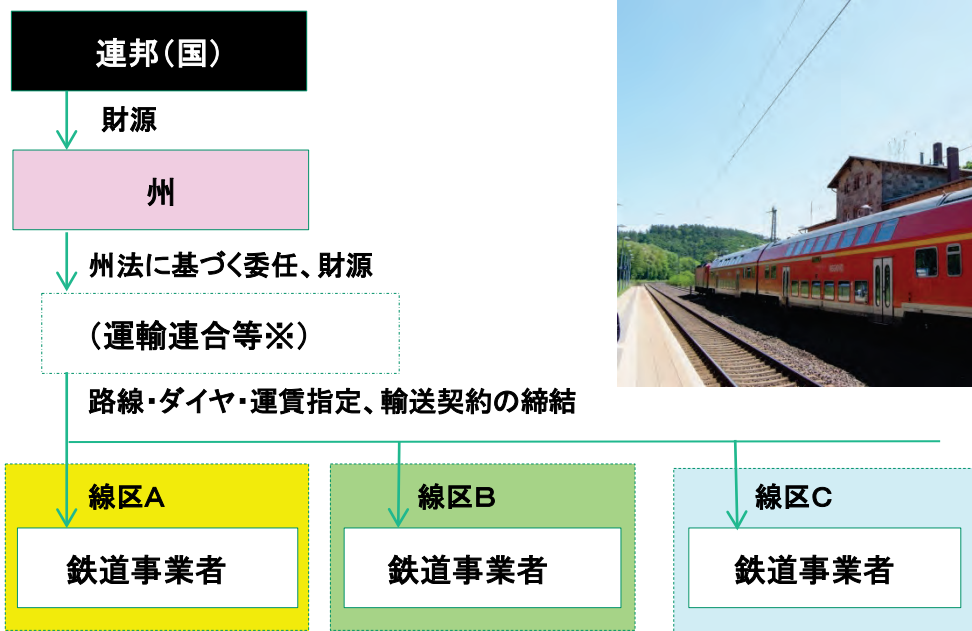 連邦(国)
財源
州
州法に基づく委任、財源
(運輸連合等※)
路線・ダイヤ・運賃指定、輸送契約の締結
線区A
線区B
線区C
鉄道事業者
鉄道事業者
鉄道事業者